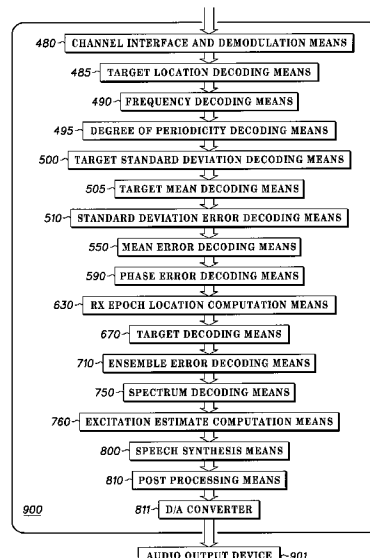 480 CHANNEL INTERFACE AND DEMODULATION MEANS
485 TARGET LOCATION DECODING MEANS
490 FREQUENCY DECODING MEANS
495 DEGREE OF PERIODICITY DECODING MEANS
500 TARGET STANDARD DEVIATION DECODING MEANS
505 TARGET MEAN DECODING MEANS
510 STANDARD DEVIATION ERROR DECODING MEANS
550 MEAN ERROR DECODING MEANS
590 PHASE ERROR DECODING MEANS
630 RX EPOCH LOCATION COMPUTATION MEANS
670 TARGET DECODING MEANS
710 ENSEMBLE ERROR DECODING MEANS
750 SPECTRUM DECODING MEANS
760 EXCITATION ESTIMATE COMPUTATION MEANS
800 SPEECH SYNTHESIS MEANS
810 POST PROCESSING MEANS
900 811 D/A CONVERTER
AUDIO OUTPUT DEVICE 901